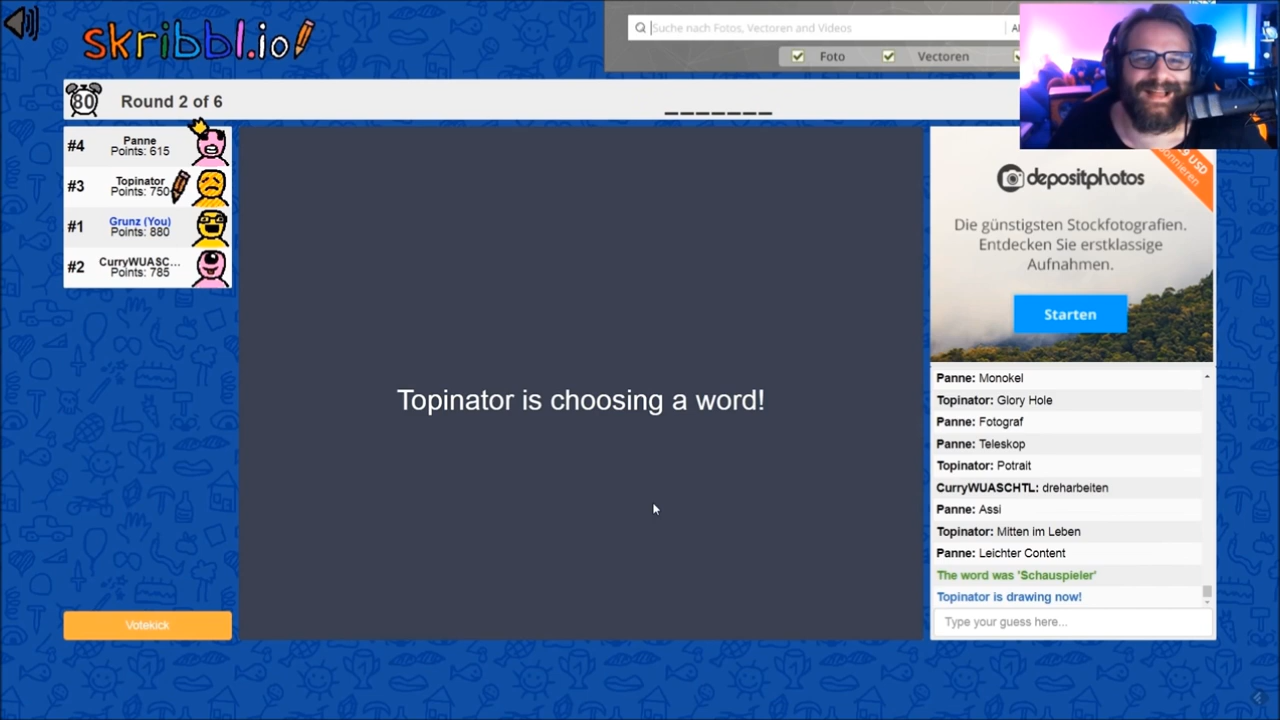 skribbl.io
Suche nach Fotos, Vectoren and Videos
Foto
Vectoren
80
Round 2 of 6
_ _ _ _ _ _ _
#4
Panne
Points: 615
#3
Topinator
Points: 750
#1
Grunz (You)
Points: 880
#2
CurryWUASC...
Points: 785
Topinator is choosing a word!
Votekick
USD
depositphotos
Die günstigsten Stockfotografien.
Entdecken Sie erstklassige
Aufnahmen.
Starten
Panne: Monokel
Topinator: Glory Hole
Panne: Fotograf
Panne: Teleskop
Topinator: Potrait
CurryWUASCHTL: dreharbeiten
Panne: Assi
Topinator: Mitten im Leben
Panne: Leichter Content
The word was 'Schauspieler'
Topinator is drawing now!
Type your guess here...